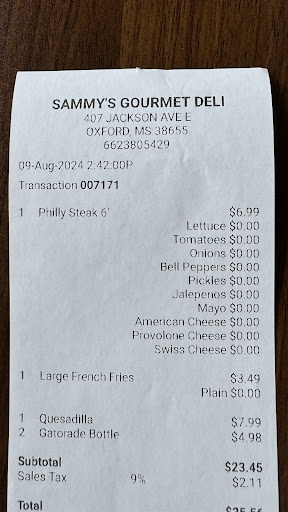 SAMMY'S GOURMET DELI
407 JACKSON AVE E
OXFORD, MS 38655
6623805429
09-Aug-2024 2:42:00P
Transaction 007171
1 Philly Steak 6" $6.99
Lettuce $0.00
Tomatoes $0.00
Onions $0.00
Bell Peppers $0.00
Pickles $0.00
Jalepenos $0.00
Mayo $0.00
American Cheese $0.00
Provolone Cheese $0.00
Swiss Cheese $0.00
1 Large French Fries $3.49
Plain $0.00
1 Quesadilla $7.99
2 Gatorade Bottle $4.98
Subtotal $23.45
Sales Tax 9% $2.11
Total $25.56